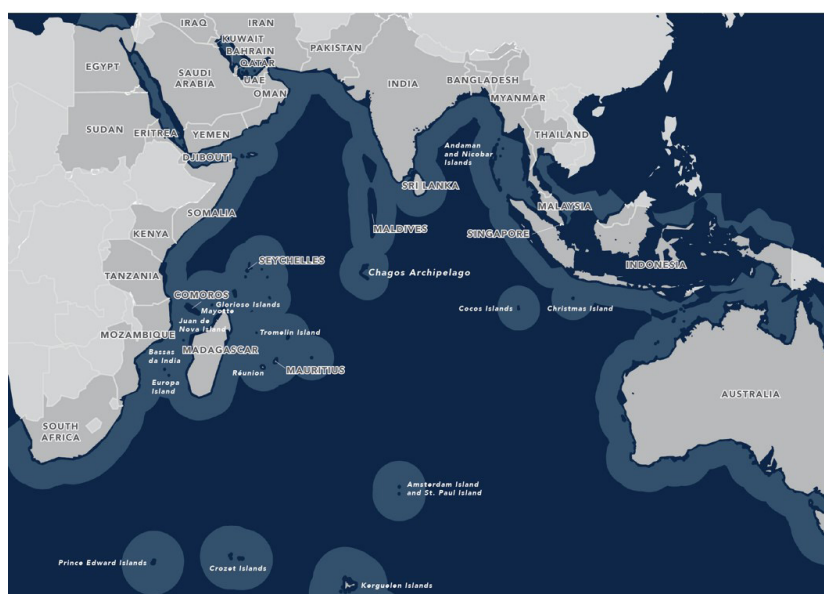 IRAQ
IRAN
KUWAIT
BAHRAIN
QATAR
PAKISTAN
EGYPT
SAUDI
ARABIA
UAE
OMAN
INDIA
BANGLADESH
MYANMAR
SUDAN
ERITREA
YEMEN
THAILAND
DJIBOUTI
Andaman
and Nicobar
Islands
SRI LANKA
SOMALIA
MALAYSIA
KENYA
MALDIVES
SINGAPORE
SEYCHELLES
INDONESIA
TANZANIA
Chagos Archipelago
COMOROS
Glorioso Islands
Mayotte
Cocos Islands
Christmas Island
Juan de
Nova Island
Tromelin Island
MOZAMBIQUE
MADAGASCAR
Bassas
da India
Réunion
MAURITIUS
Europa
Island
AUSTRALIA
SOUTH
AFRICA
Amsterdam Island
and St. Paul Island
Prince Edward Islands
Crozet Islands
Kerguelen Islands